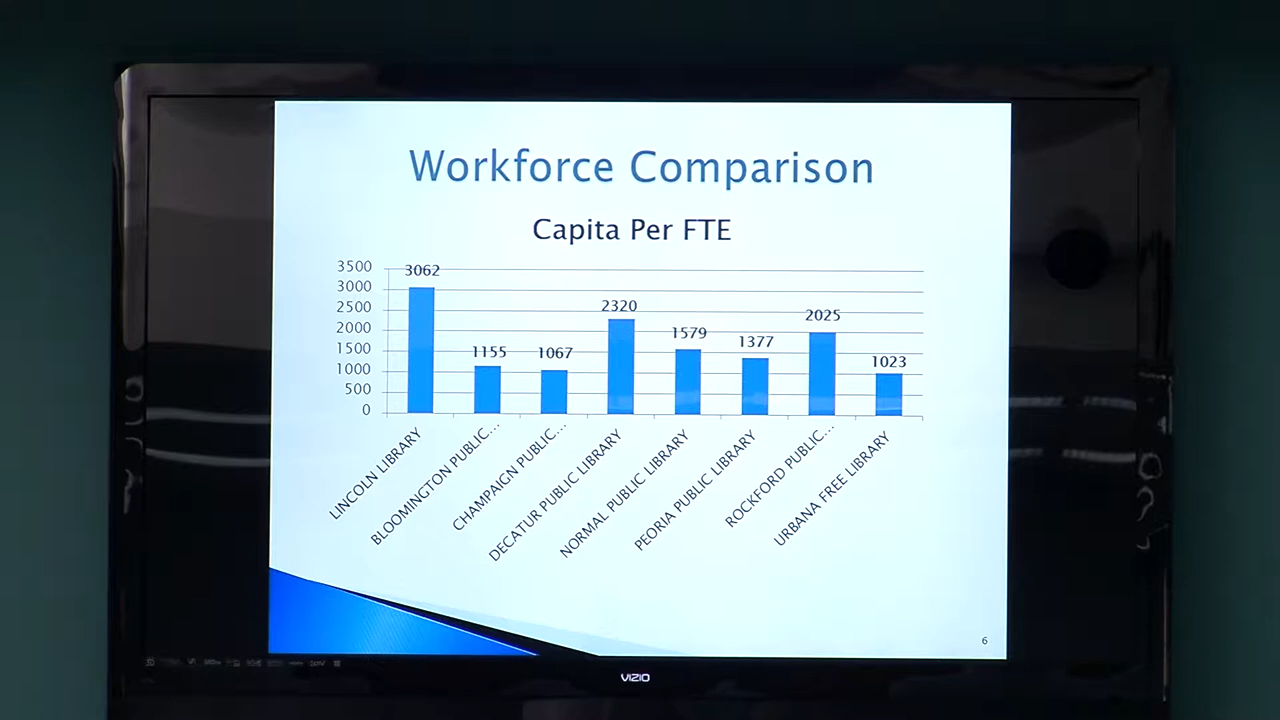 Workforce Comparison
Capita Per FTE
3500
3000
2500
2000
1500
1000
500
0
3062
1155
1067
2320
1579
1377
2025
1023
LINCOLN LIBRARY
BLOOMINGTON PUBLIC...
CHAMPAIGN PUBLIC...
DECATUR PUBLIC LIBRARY
NORMAL PUBLIC LIBRARY
PEORIA PUBLIC LIBRARY
ROCKFORD PUBLIC...
URBANA FREE LIBRARY
6
VIZIO